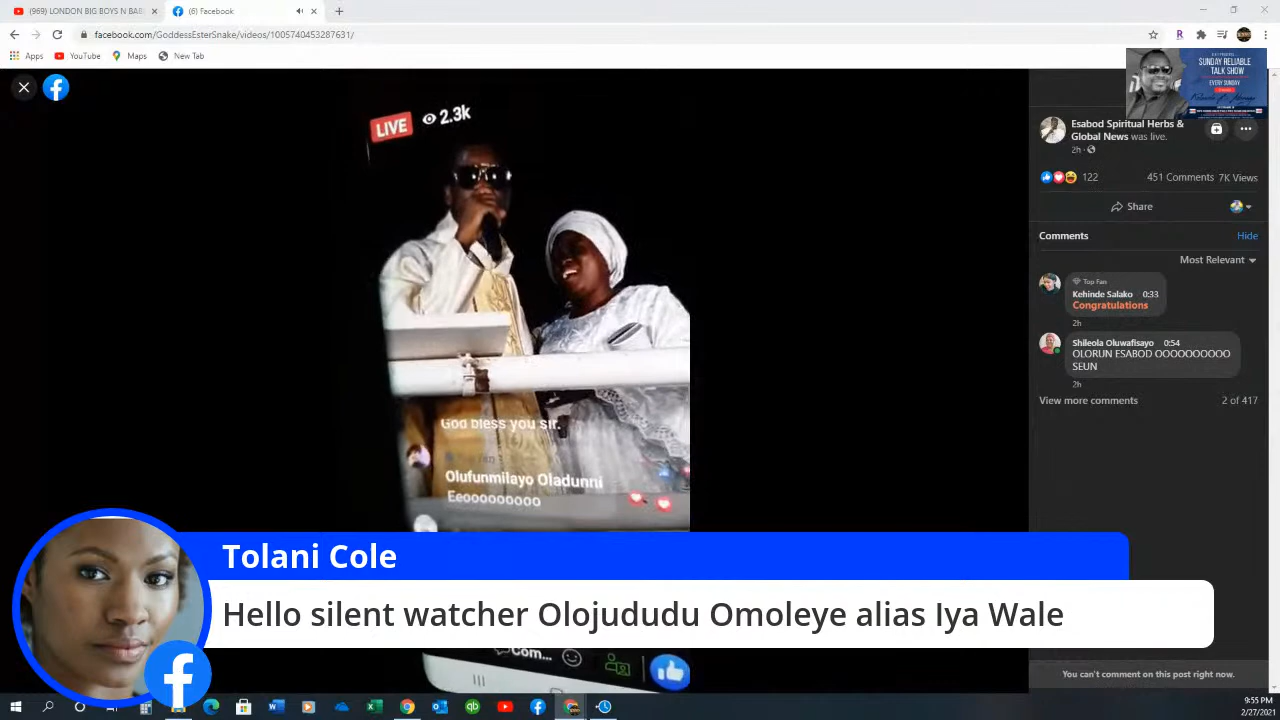 (969) LONDON BIG BOYS N BAB
(6) Facebook
facebook.com/GoddessEsterSnake/videos/1005740453287631/
Apps
YouTube
Maps
New Tab
SUNDAY RELIABLE
TALK SHOW
EVERY SUNDAY
LIVE 2.3k
Esabod Spiritual Herbs &
Global News was live.
2h
122
451 Comments 7K Views
Share
Comments
Hide
Most Relevant
Top Fan
Kehinde Salako 0:33
Congratulations
2h
Shileola Oluwafisayo 0:54
OLORUN ESABOD OOOOOOOOOO
SEUN
2h
View more comments
2 of 417
God bless you sir.
Olufunmilayo Oladunni
Eeooooooooo
Tolani Cole
Hello silent watcher Olojududu Omoleye alias Iya Wale
Com...
You can't comment on this post right now.
9:55 PM
2/27/2021